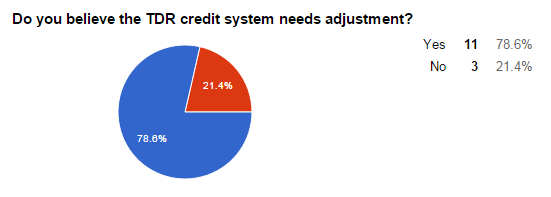 Do you believe the TDR credit system needs adjustment?
Yes 11 78.6%
No 3 21.4%
21.4%
78.6%